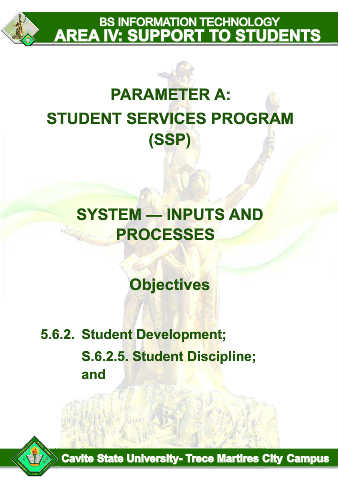 BS INFORMATION TECHNOLOGY
AREA IV: SUPPORT TO STUDENTS
PARAMETER A:
STUDENT SERVICES PROGRAM
(SSP)
SYSTEM — INPUTS AND
PROCESSES
Objectives
5.6.2. Student Development;
S.6.2.5. Student Discipline;
and
Cavite State University- Trece Martires City Campus